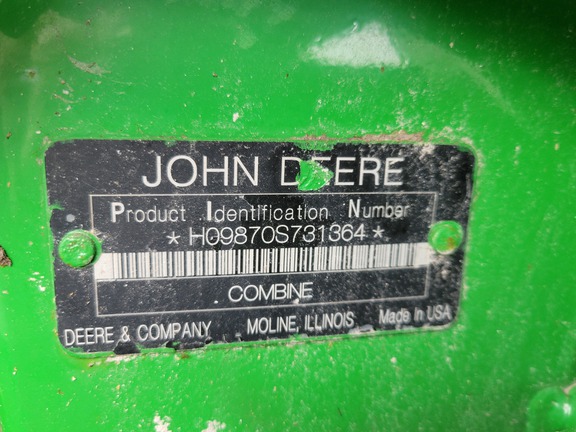 JOHN DEERE
Product Identification Number
* H09870S731364 *
COMBINE
DEERE & COMPANY MOLINE, ILLINOIS Made in USA